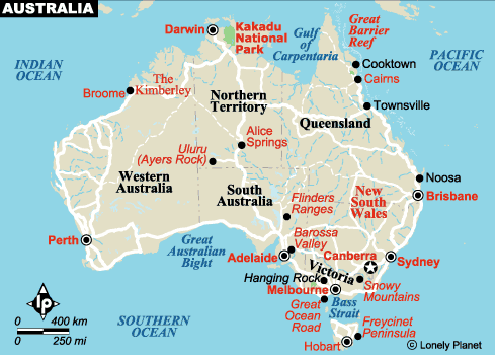 AUSTRALIA
Darwin
Kakadu
National
Park
Gulf
of
Carpentaria
Great
Barrier
Reef
INDIAN
OCEAN
PACIFIC
OCEAN
Cooktown
Cairns
The
Kimberley
Broome
Townsville
Northern
Territory
Queensland
Alice
Springs
Uluru
(Ayers Rock)
Western
Australia
South
Australia
Noosa
Brisbane
Flinders
Ranges
New
South
Wales
Perth
Great
Australian
Bight
Barossa
Valley
Adelaide
Canberra
Sydney
Hanging Rock
Victoria
Snowy
Mountains
Melbourne
Great
Ocean
Road
Bass
Strait
lp
0 400 km
0 250 mi
SOUTHERN
OCEAN
Freycinet
Peninsula
Hobart
© Lonely Planet